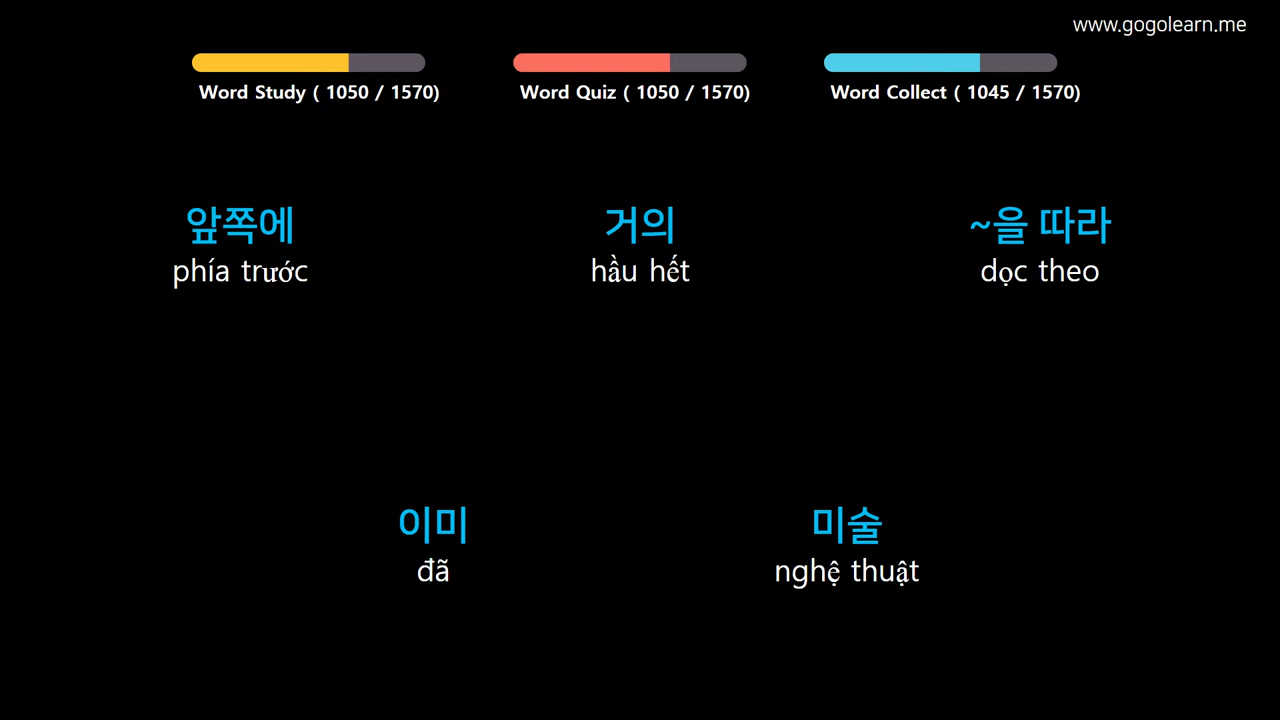 www.gogolearn.me
Word Study ( 1050 / 1570)
Word Quiz ( 1050 / 1570)
Word Collect ( 1045 / 1570)
앞쪽에
phía trước
거의
hầu hết
~을 따라
dọc theo
이미
đã
미술
nghệ thuật